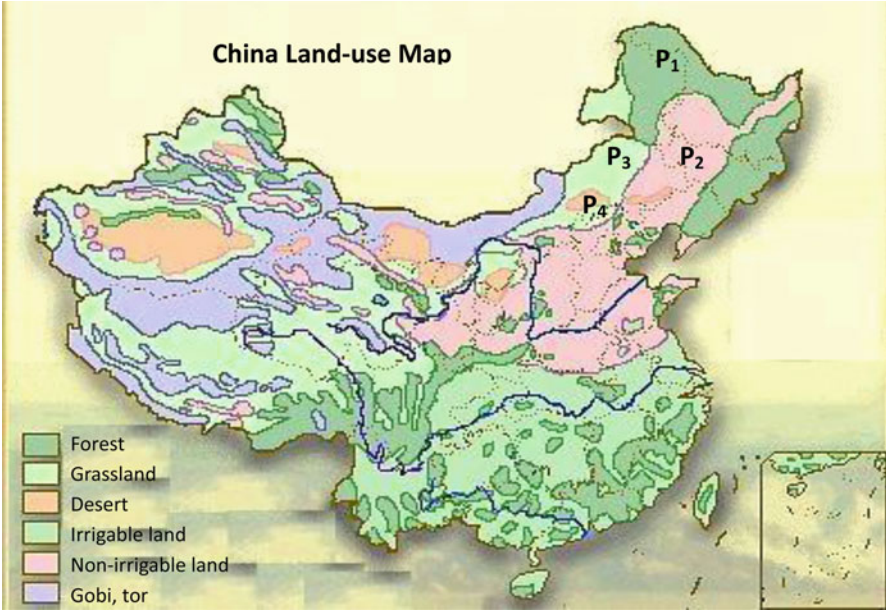 China Land-use Map
P₁
P₂
P₃
P₄
Forest
Grassland
Desert
Irrigable land
Non-irrigable land
Gobi, tor